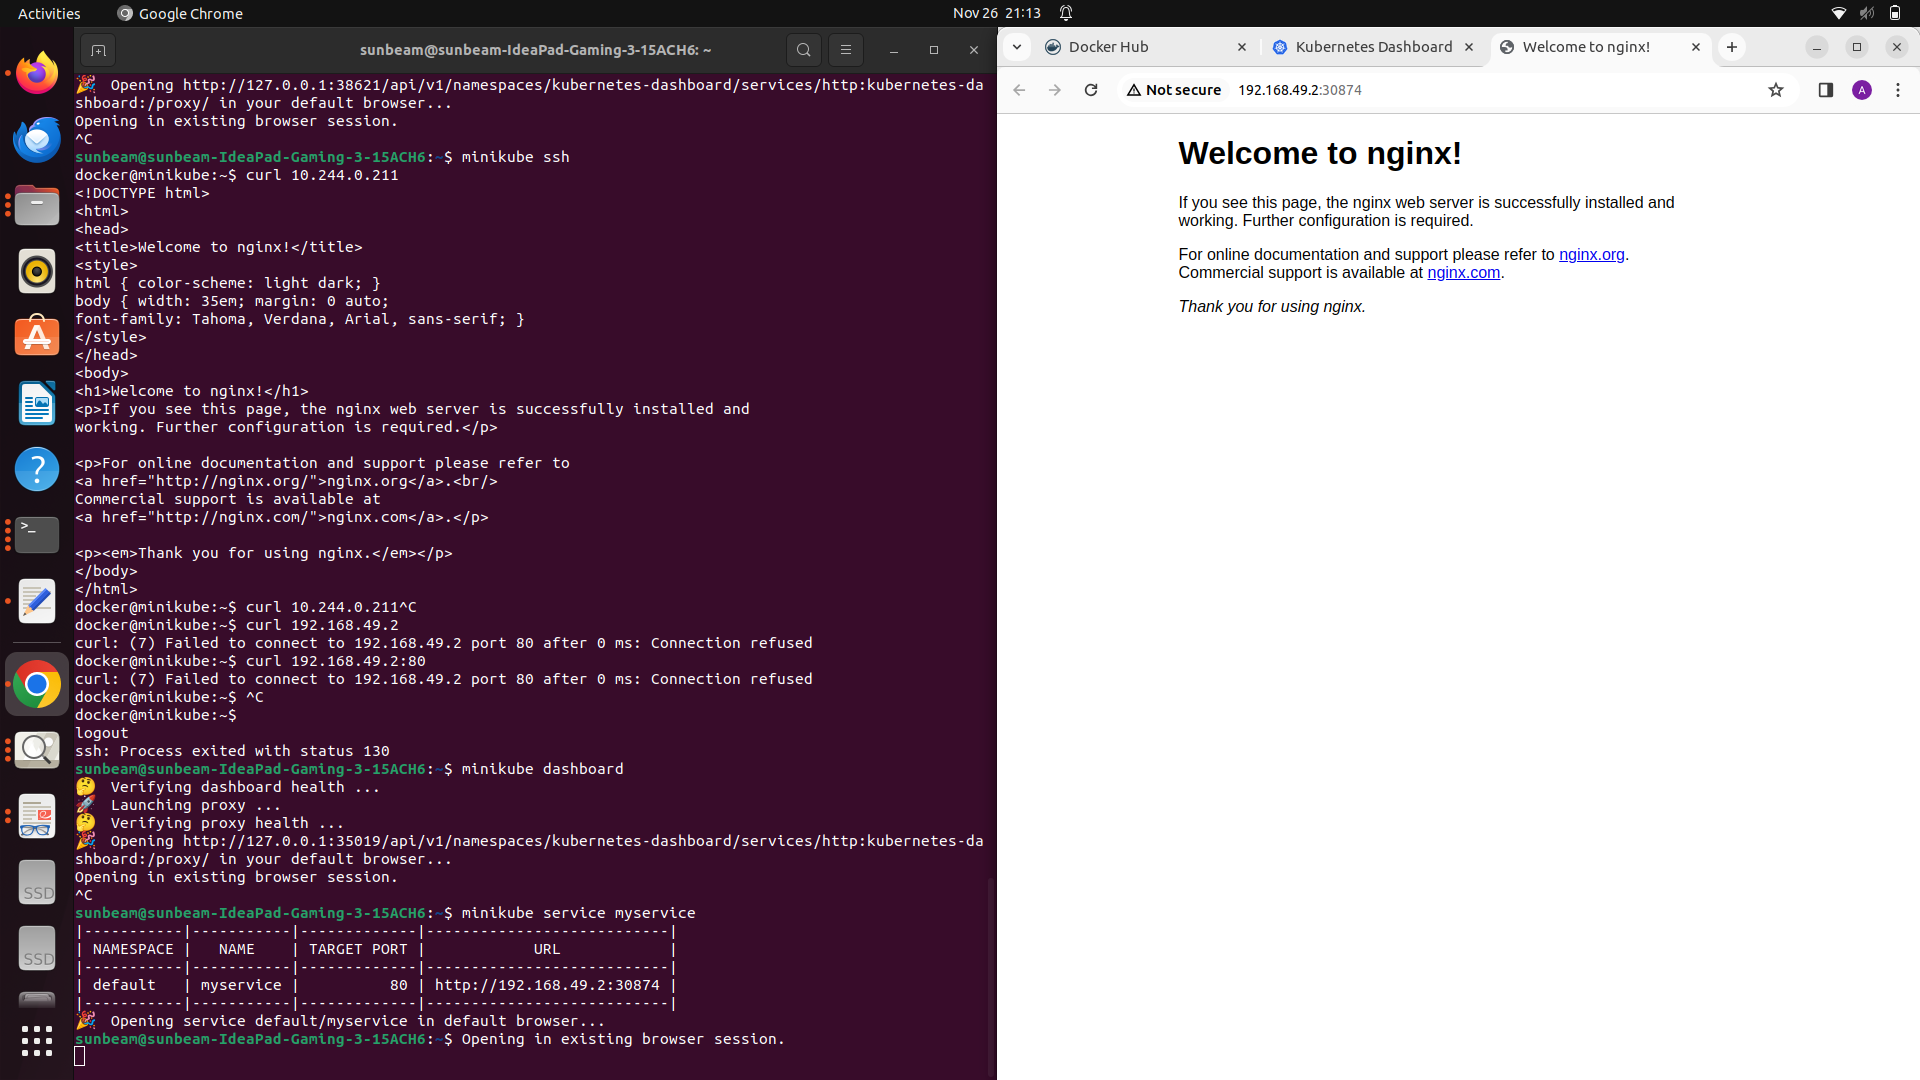 Activities
Google Chrome
Nov 26 21:13
sunbeam@sunbeam-IdeaPad-Gaming-3-15ACH6: ~
Opening http://127.0.0.1:38621/api/v1/namespaces/kubernetes-dashboard/services/http:kubernetes-da
shboard:/proxy/ in your default browser...
Opening in existing browser session.
^C
sunbeam@sunbeam-IdeaPad-Gaming-3-15ACH6:~$ minikube ssh
docker@minikube:~$ curl 10.244.0.211
<!DOCTYPE html>
<html>
<head>
<title>Welcome to nginx!</title>
<style>
html { color-scheme: light dark; }
body { width: 35em; margin: 0 auto;
font-family: Tahoma, Verdana, Arial, sans-serif; }
</style>
</head>
<body>
<h1>Welcome to nginx!</h1>
<p>If you see this page, the nginx web server is successfully installed and
working. Further configuration is required.</p>
<p>For online documentation and support please refer to
<a href="http://nginx.org/">nginx.org</a>.<br/>
Commercial support is available at
<a href="http://nginx.com/">nginx.com</a>.</p>
<p><em>Thank you for using nginx.</em></p>
</body>
</html>
docker@minikube:~$ curl 10.244.0.211^C
docker@minikube:~$ curl 192.168.49.2
curl: (7) Failed to connect to 192.168.49.2 port 80 after 0 ms: Connection refused
docker@minikube:~$ curl 192.168.49.2:80
curl: (7) Failed to connect to 192.168.49.2 port 80 after 0 ms: Connection refused
docker@minikube:~$ ^C
docker@minikube:~$
logout
ssh: Process exited with status 130
sunbeam@sunbeam-IdeaPad-Gaming-3-15ACH6:~$ minikube dashboard
Verifying dashboard health ...
Launching proxy ...
Verifying proxy health ...
Opening http://127.0.0.1:35019/api/v1/namespaces/kubernetes-dashboard/services/http:kubernetes-da
shboard:/proxy/ in your default browser...
Opening in existing browser session.
^C
sunbeam@sunbeam-IdeaPad-Gaming-3-15ACH6:~$ minikube service myservice
|-----------|-----------|-------------|---------------------------|
| NAMESPACE | NAME | TARGET PORT | URL |
|-----------|-----------|-------------|---------------------------|
| default | myservice | 80 | http://192.168.49.2:30874 |
|-----------|-----------|-------------|---------------------------|
Opening service default/myservice in default browser...
sunbeam@sunbeam-IdeaPad-Gaming-3-15ACH6:~$ Opening in existing browser session.
SSD
SSD
Docker Hub
Kubernetes Dashboard
Welcome to nginx!
Not secure
192.168.49.2:30874
A
Welcome to nginx!
If you see this page, the nginx web server is successfully installed and
working. Further configuration is required.
For online documentation and support please refer to nginx.org.
Commercial support is available at nginx.com.
Thank you for using nginx.